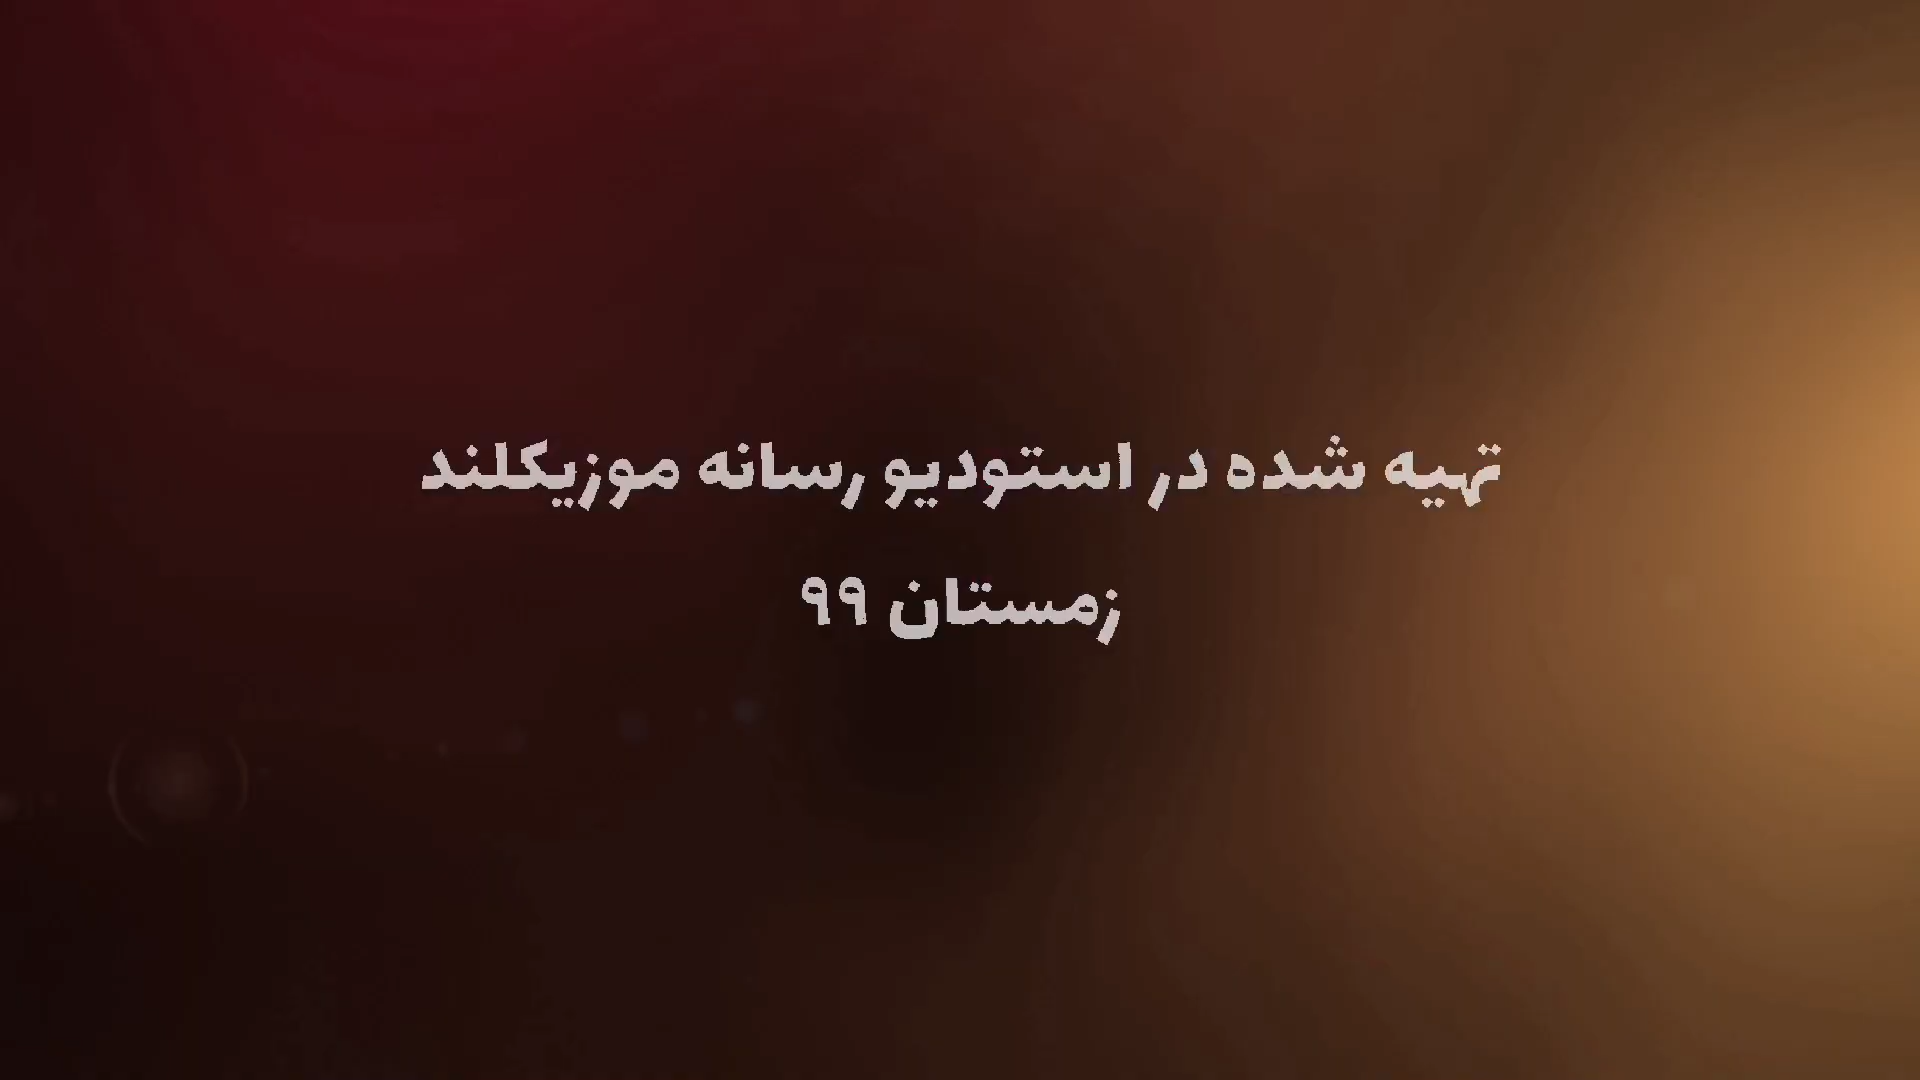 تهیه شده در استودیو رسانه موزیکلند
زمستان ۹۹